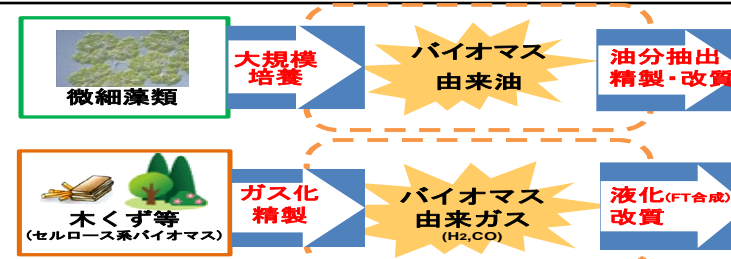 微細藻類
大規模
培養
バイオマス
由来油
油分抽出
精製・改質
木くず等
(セルロース系バイオマス)
ガス化
精製
バイオマス
由来ガス
(H2,CO)
液化(FT合成)
改質